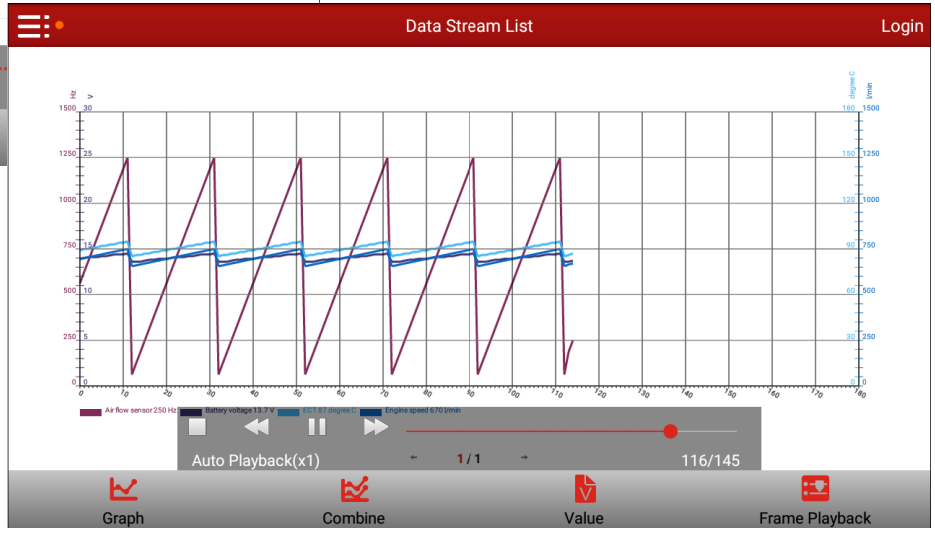 Data Stream List
Login
Hz
V
degree C
l/min
1500 30 180 1500
1250 25 150 1250
1000 20 120 1000
750 15 90 750
500 10 60 500
250 5 30 250
0 0 0 0
0 10 20 30 40 50 60 70 80 90 100 110 120 130 140 150 160 170 180
Air flow sensor 250 Hz Battery voltage 13.7 V ECT 87 degree C Engine speed 670 l/min
Auto Playback(x1) 1 / 1 116/145
Graph Combine Value Frame Playback